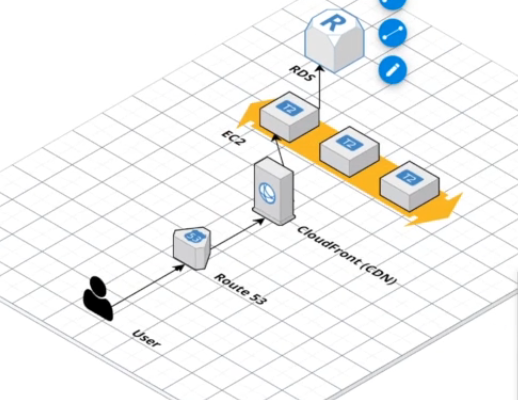 R
RDS
T2
T2
T2
EC2
CloudFront (CDN)
53
Route 53
User